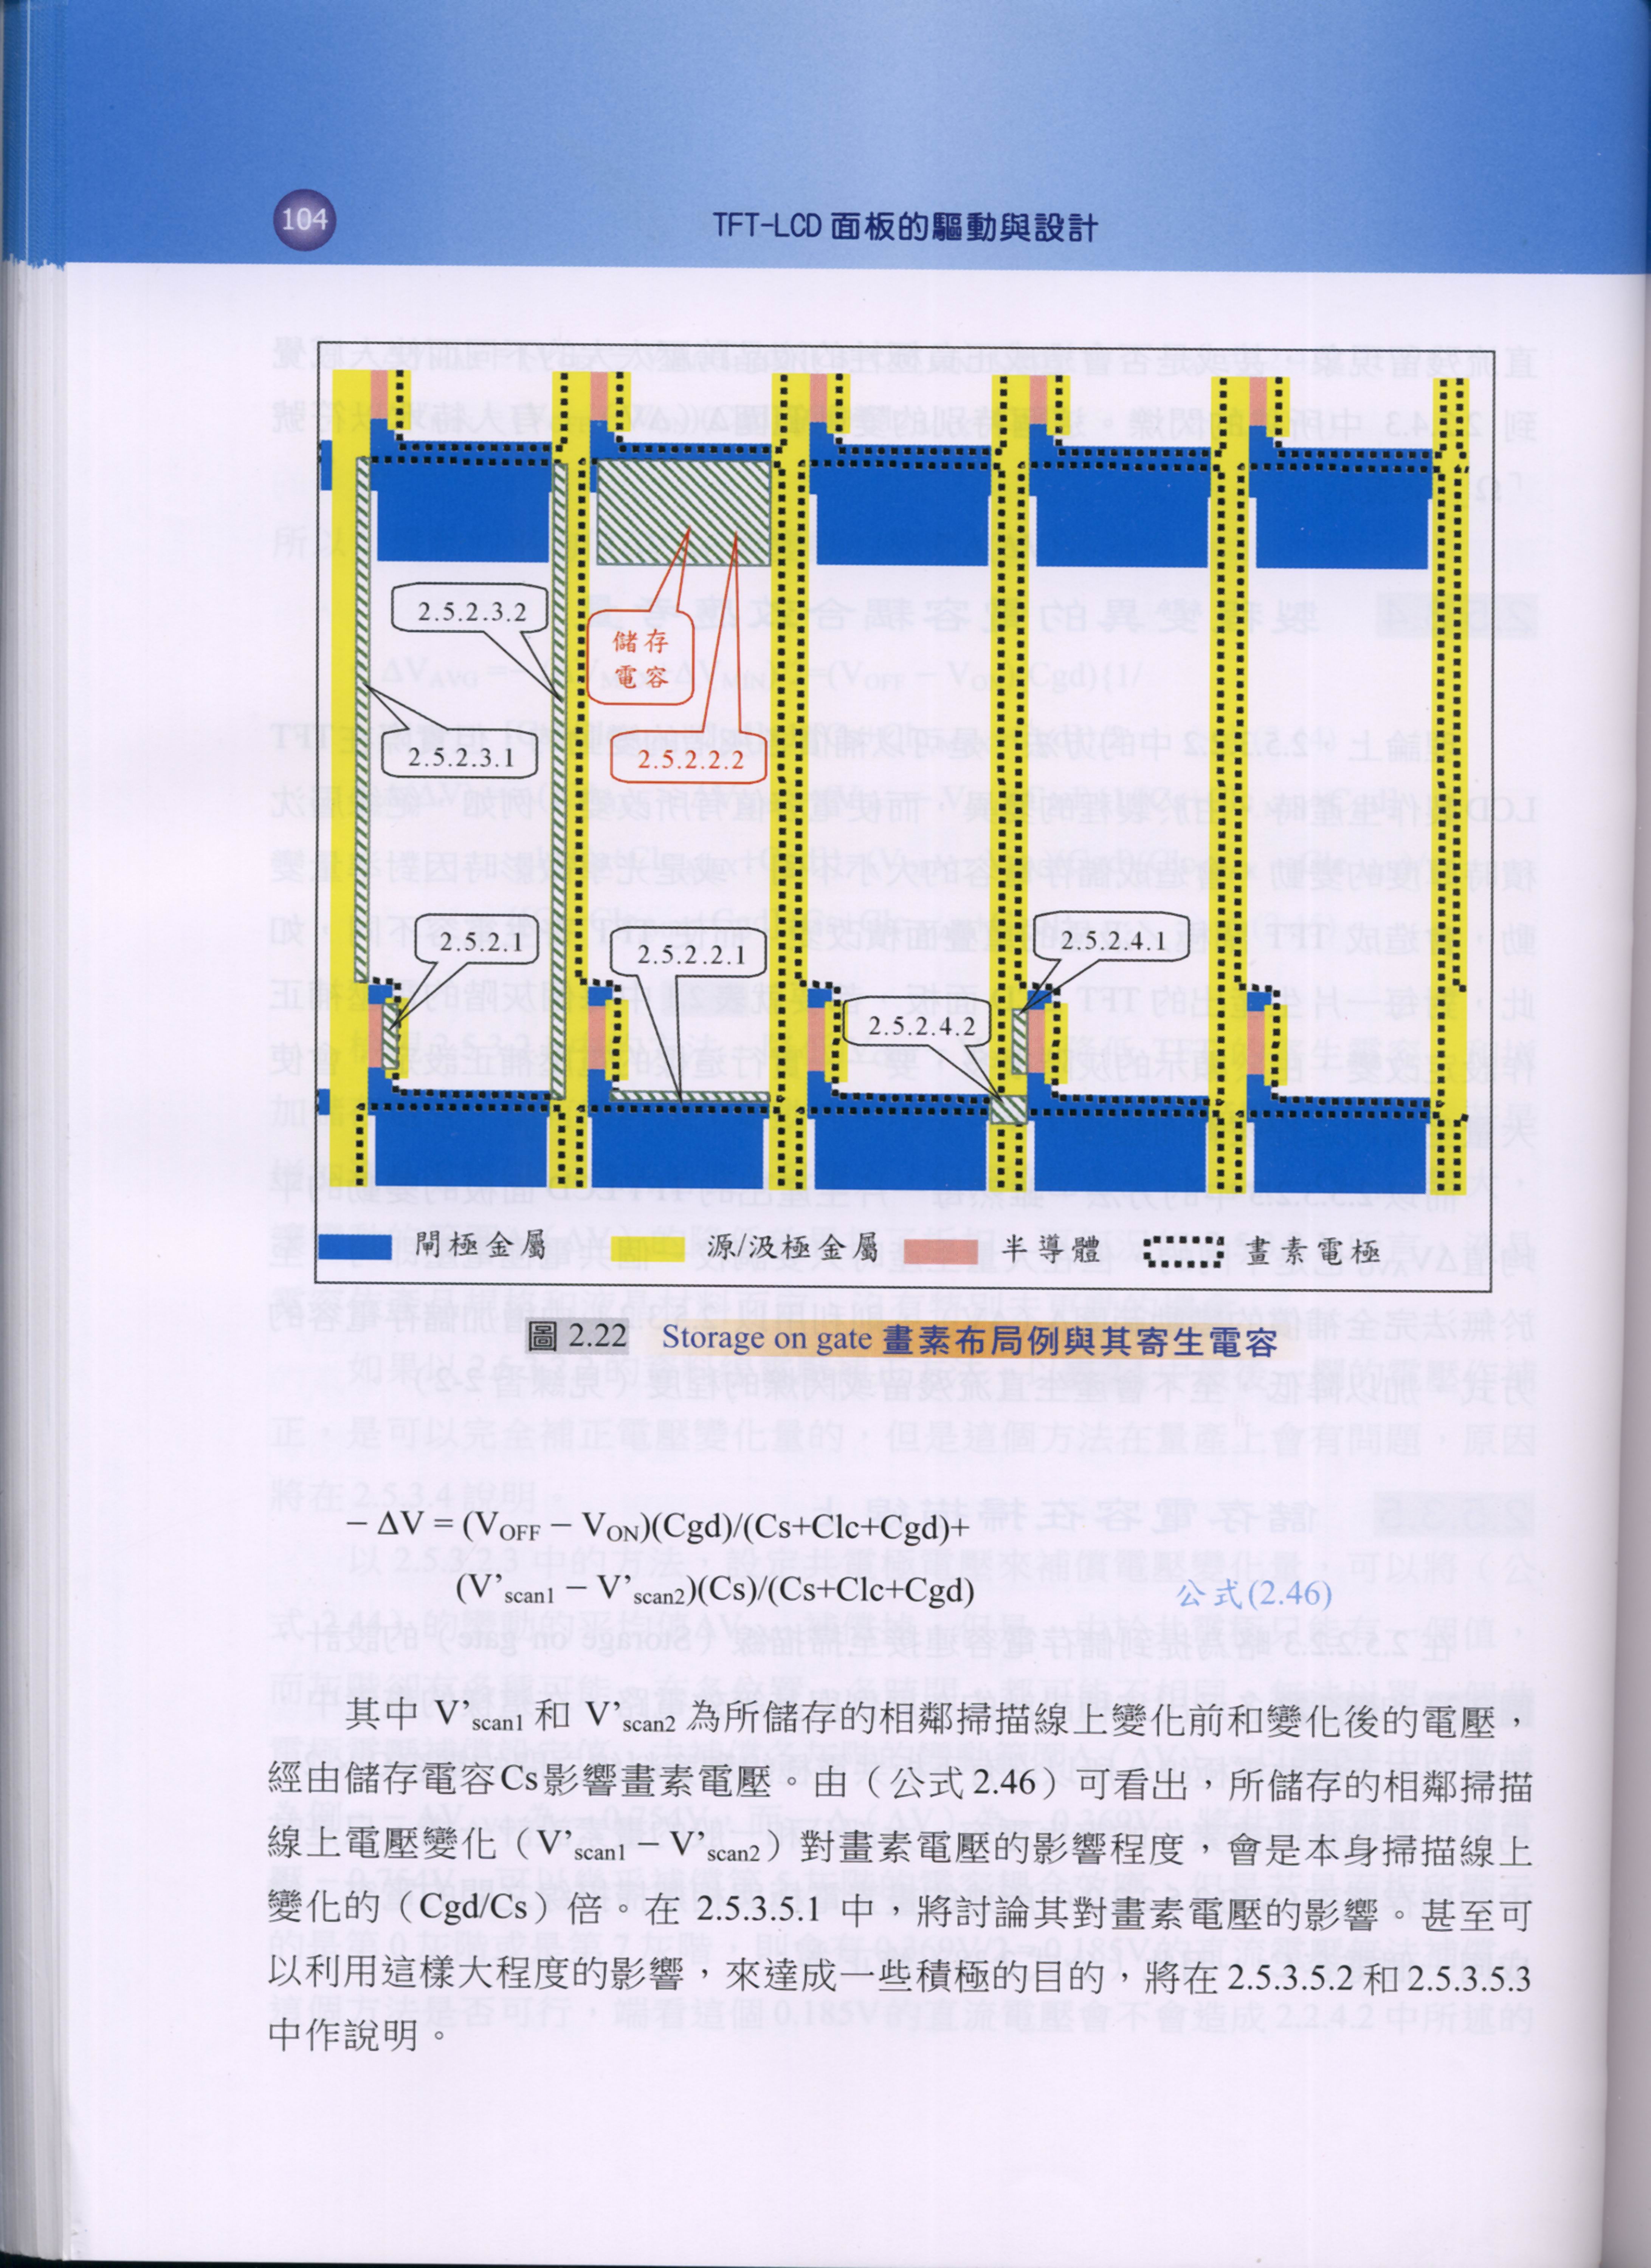 104
TFT-LCD 面板的驅動與設計
2.5.2.3.2
儲存
電容
2.5.2.3.1
2.5.2.2.2
2.5.2.1
2.5.2.2.1
2.5.2.4.1
2.5.2.4.2
閘極金屬 源/汲極金屬 半導體 畫素電極
圖 2.22 Storage on gate 畫素布局例與其寄生電容
− ΔV = (VOFF − VON)(Cgd)/(Cs+Clc+Cgd)+
(V’scan1 − V’scan2)(Cs)/(Cs+Clc+Cgd) 公式(2.46)
其中 V’scan1 和 V’scan2 為所儲存的相鄰掃描線上變化前和變化後的電壓，
經由儲存電容Cs影響畫素電壓。由（公式 2.46）可看出，所儲存的相鄰掃描
線上電壓變化（V’scan1 − V’scan2）對畫素電壓的影響程度，會是本身掃描線上
變化的（Cgd/Cs）倍。在 2.5.3.5.1 中，將討論其對畫素電壓的影響。甚至可
以利用這樣大程度的影響，來達成一些積極的目的，將在 2.5.3.5.2 和 2.5.3.5.3
中作說明。